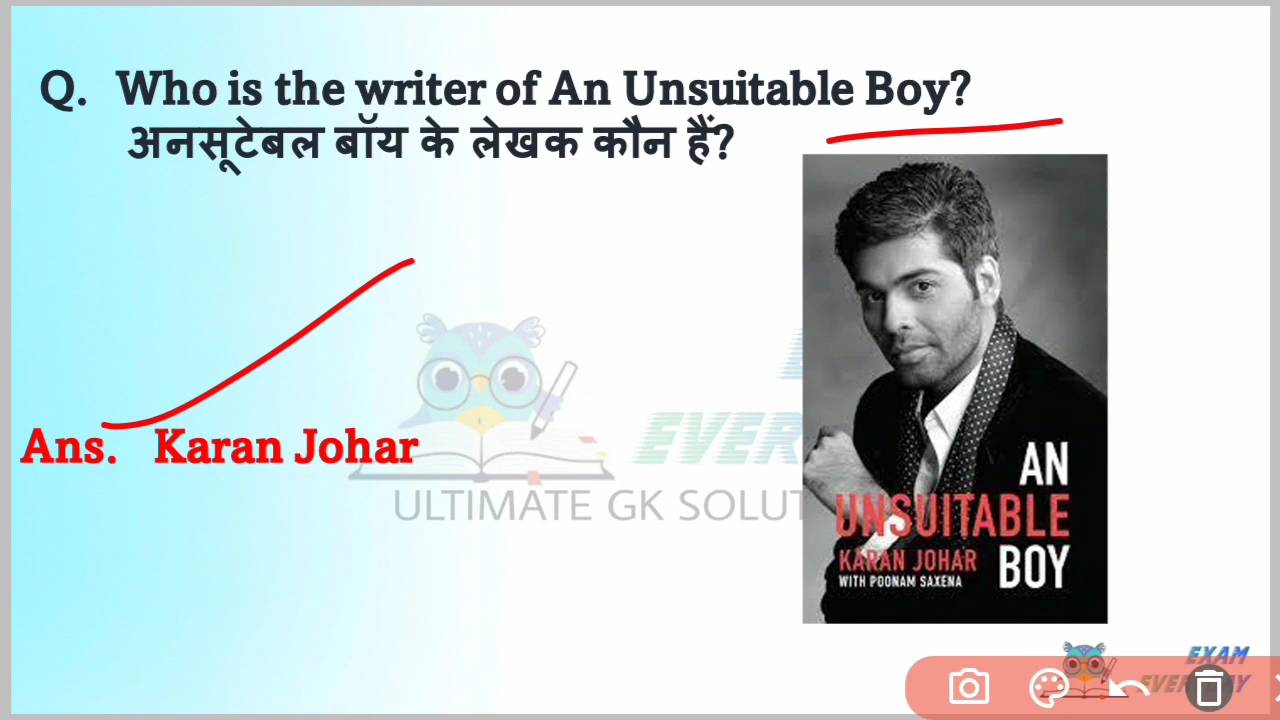 Q. Who is the writer of An Unsuitable Boy?
अनसूटेबल बॉय के लेखक कौन हैं?
Ans. Karan Johar
ULTIMATE GK SOLUT
AN
UNSUITABLE
BOY
KARAN JOHAR
WITH POONAM SAXENA
EXAM